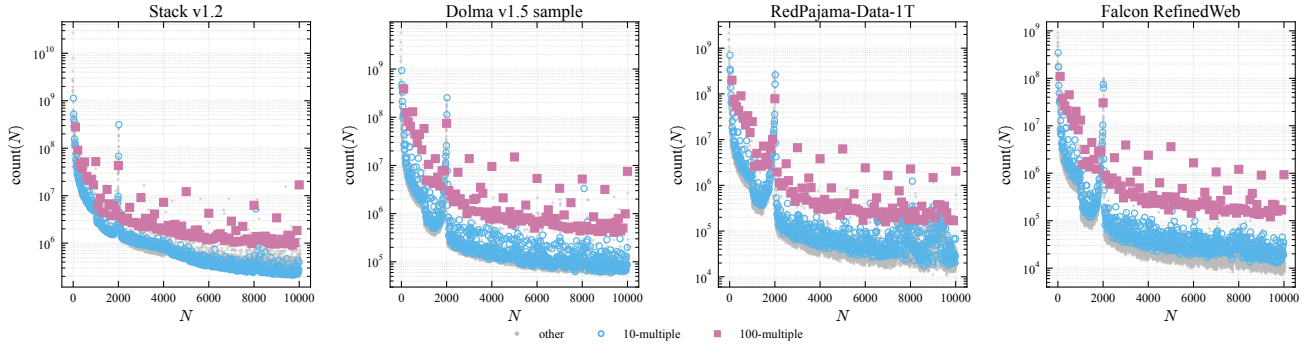 Stack v1.2
Dolma v1.5 sample
RedPajama-Data-1T
Falcon RefinedWeb
count(N)
10^10
10^9
10^8
10^7
10^6
0 2000 4000 6000 8000 10000
N
count(N)
10^9
10^8
10^7
10^6
10^5
0 2000 4000 6000 8000 10000
N
count(N)
10^9
10^8
10^7
10^6
10^5
10^4
0 2000 4000 6000 8000 10000
N
count(N)
10^9
10^8
10^7
10^6
10^5
10^4
0 2000 4000 6000 8000 10000
N
other 10-multiple 100-multiple